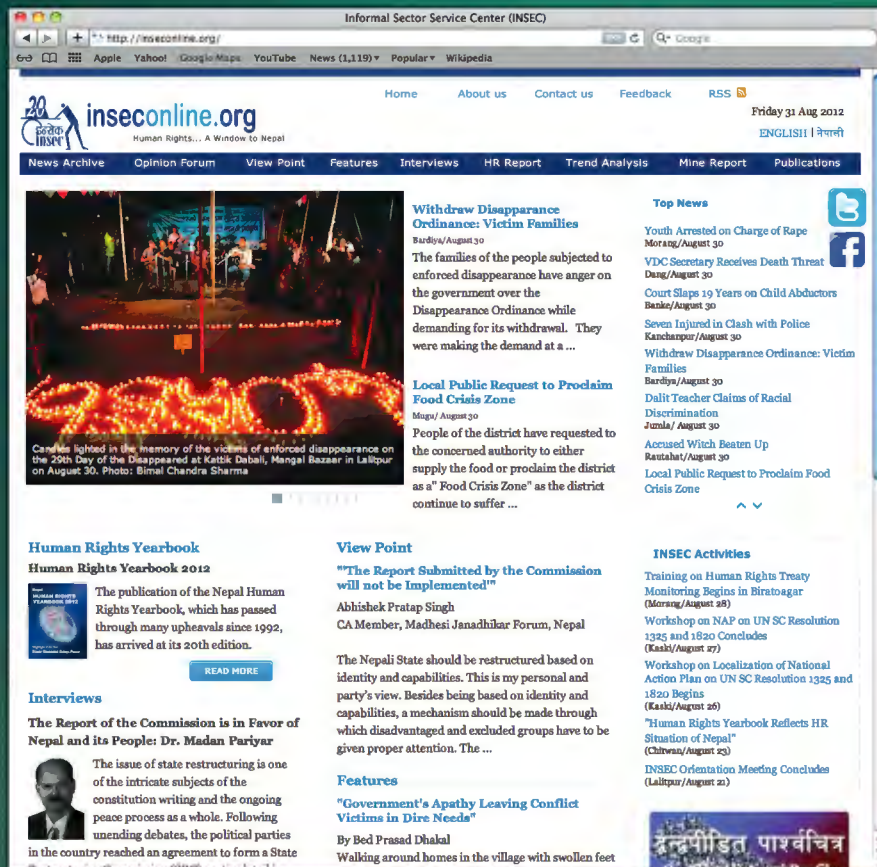 Informal Sector Service Center (INSEC)
http://inseconline.org/
Google
Apple Yahoo! Google Maps YouTube News (1,119) Popular Wikipedia
Home About us Contact us Feedback RSS
20
इन्सेक
insec
inseconline.org
Human Rights... A Window to Nepal
Friday 31 Aug 2012
ENGLISH | नेपाली
News Archive Opinion Forum View Point Features Interviews HR Report Trend Analysis Mine Report Publications
Candles lighted in the memory of the victims of enforced disappearance on
the 29th Day of the Disappeared at Kattik Dabali, Mangal Bazaar in Lalitpur
on August 30. Photo: Bimal Chandra Sharma
Withdraw Disapparance
Ordinance: Victim Families
Bardiya/August 30
The families of the people subjected to
enforced disappearance have anger on
the government over the
Disappearance Ordinance while
demanding for its withdrawal. They
were making the demand at a ...
Local Public Request to Proclaim
Food Crisis Zone
Mugu/ August 30
People of the district have requested to
the concerned authority to either
supply the food or proclaim the district
as a" Food Crisis Zone" as the district
continue to suffer ...
Top News
Youth Arrested on Charge of Rape
Morang/August 30
VDC Secretary Receives Death Threat
Dang/August 30
Court Slaps 19 Years on Child Abductors
Banke/August 30
Seven Injured in Clash with Police
Kanchanpur/August 30
Withdraw Disapparance Ordinance: Victim
Families
Bardiya/August 30
Dalit Teacher Claims of Racial
Discrimination
Jumla/ August 30
Accused Witch Beaten Up
Rautahat/August 30
Local Public Request to Proclaim Food
Crisis Zone
Human Rights Yearbook
Human Rights Yearbook 2012
HUMAN RIGHTS
YEARBOOK 2012
The publication of the Nepal Human
Rights Yearbook, which has passed
through many upheavals since 1992,
has arrived at its 20th edition.
READ MORE
Interviews
The Report of the Commission is in Favor of
Nepal and its People: Dr. Madan Pariyar
The issue of state restructuring is one
of the intricate subjects of the
constitution writing and the ongoing
peace process as a whole. Following
unending debates, the political parties
in the country reached an agreement to form a State
View Point
"'The Report Submitted by the Commission
will not be Implemented'"
Abhishek Pratap Singh
CA Member, Madhesi Janadhikar Forum, Nepal
The Nepali State should be restructured based on
identity and capabilities. This is my personal and
party's view. Besides being based on identity and
capabilities, a mechanism should be made through
which disadvantaged and excluded groups have to be
given proper attention. The ...
Features
"Government's Apathy Leaving Conflict
Victims in Dire Needs"
By Bed Prasad Dhakal
Walking around homes in the village with swollen feet
INSEC Activities
Training on Human Rights Treaty
Monitoring Begins in Biratoagar
(Morang/August 28)
Workshop on NAP on UN SC Resolution
1325 and 1820 Concludes
(Kaski/August 27)
Workshop on Localization of National
Action Plan on UN SC Resolution 1325 and
1820 Begins
(Kaski/August 26)
"Human Rights Yearbook Reflects HR
Situation of Nepal"
(Chitwan/August 23)
INSEC Orientation Meeting Concludes
(Lalitpur/August 21)
द्वन्द्वपीडित पार्श्वचित्र